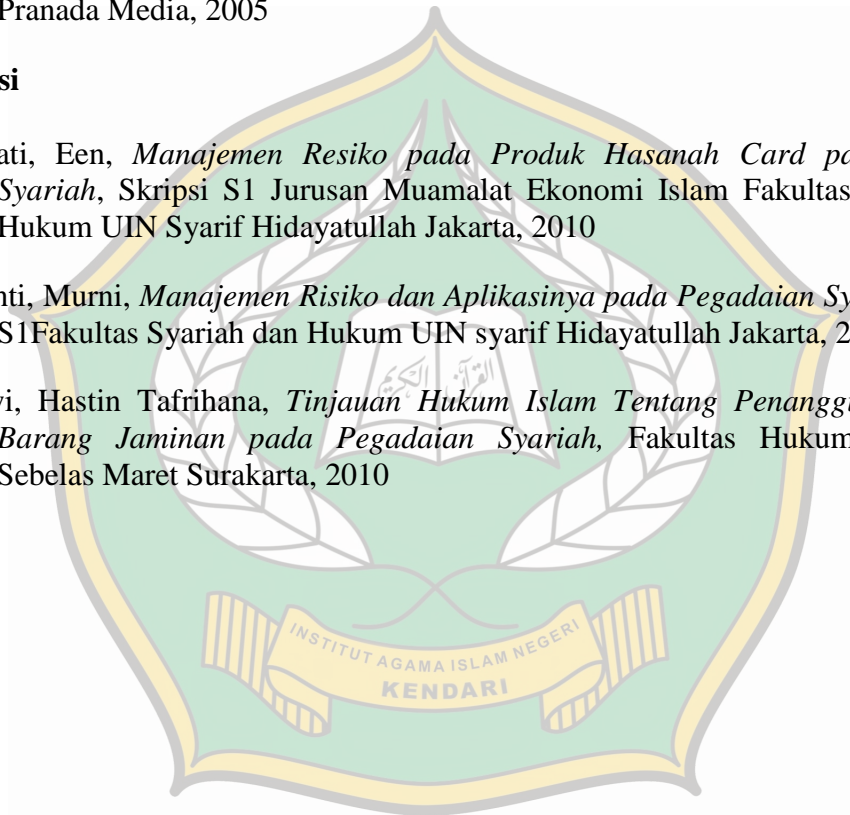 Pranada Media, 2005
si
ati, Een, Manajemen Resiko pada Produk Hasanah Card pa
Syariah, Skripsi S1 Jurusan Muamalat Ekonomi Islam Fakultas
Hukum UIN Syarif Hidayatullah Jakarta, 2010
nti, Murni, Manajemen Risiko dan Aplikasinya pada Pegadaian Sy
S1Fakultas Syariah dan Hukum UIN syarif Hidayatullah Jakarta, 2
vi, Hastin Tafrihana, Tinjauan Hukum Islam Tentang Penanggu
Barang Jaminan pada Pegadaian Syariah, Fakultas Hukum
Sebelas Maret Surakarta, 2010
القرآن الكريم
INSTITUT AGAMA ISLAM NEGERI
KENDARI